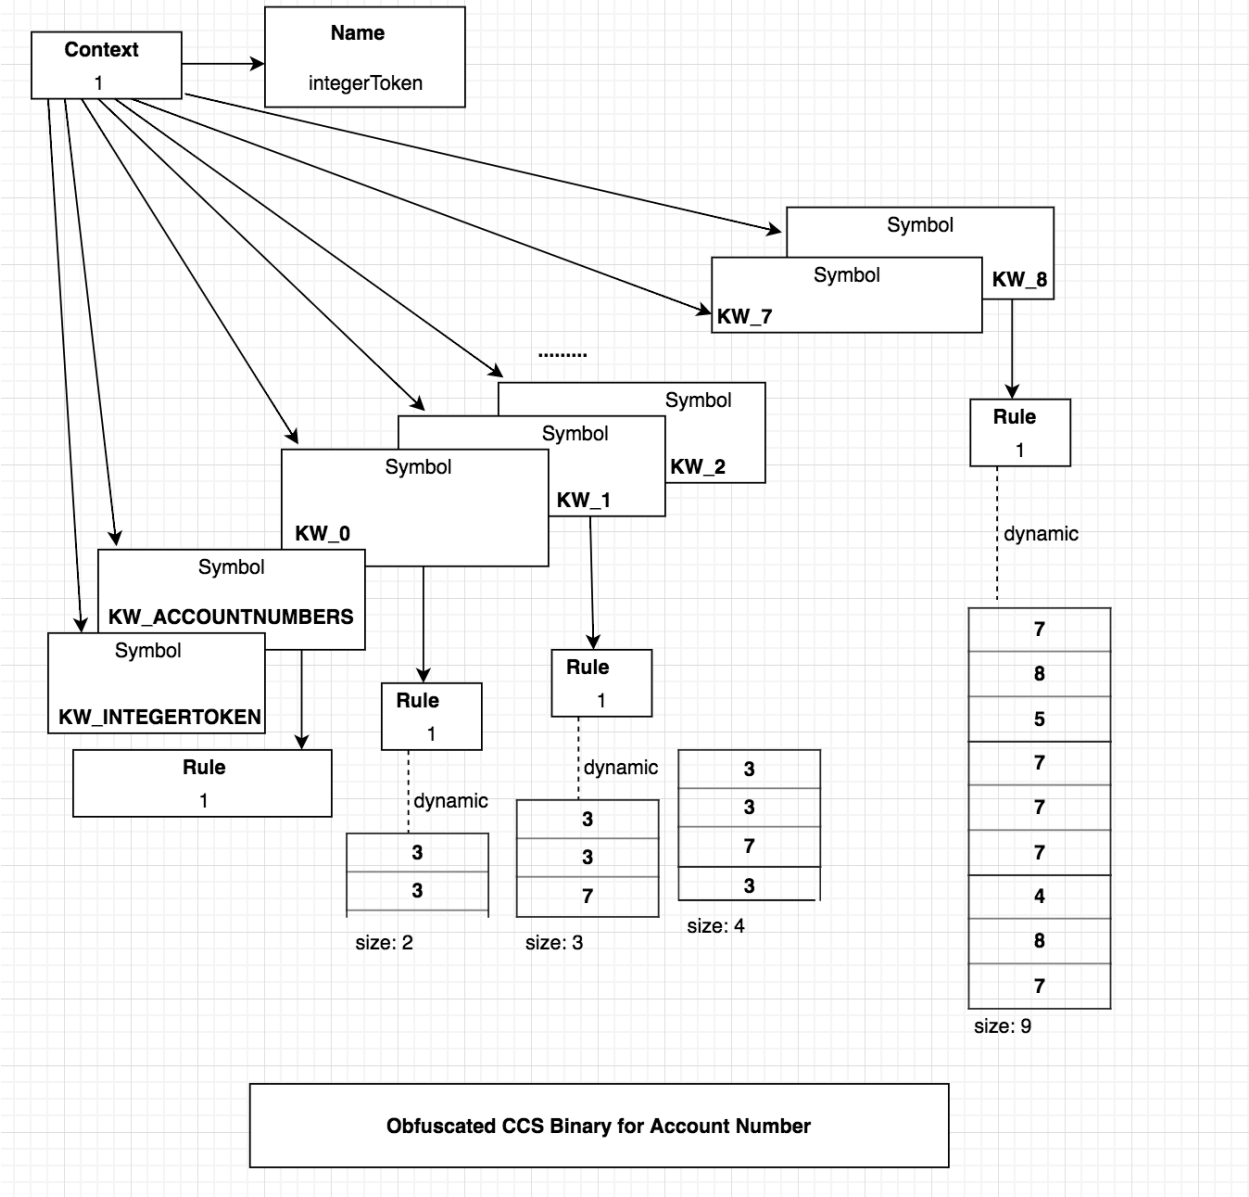 Name
Context
integerToken
1
Symbol
Symbol
KW_8
KW_7
.........
Symbol
Rule
Symbol
1
Symbol
KW_2
KW_1
KW_0
dynamic
Symbol
KW_ACCOUNTNUMBERS
7
Symbol
Rule
8
1
Rule
KW_INTEGERTOKEN
5
1
Rule
dynamic
3
7
1
dynamic
3
3
7
3
3
7
7
3
7
3
4
size: 2
size: 3
size: 4
8
7
size: 9
Obfuscated CCS Binary for Account Number